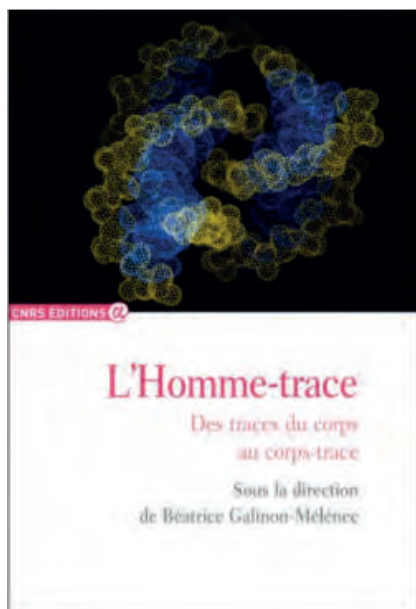 CNRS EDITIONS @
L'Homme-trace
Des traces du corps
au corps-trace
Sous la direction
de Béatrice Galinon-Mélénec